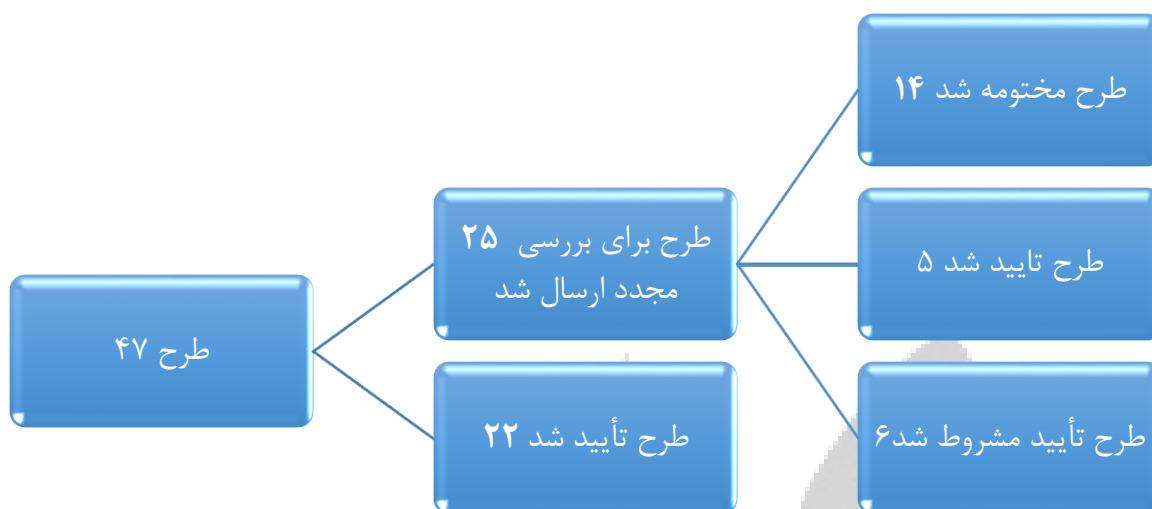 طرح ۴۷
طرح برای بررسی ۲۵
مجدد ارسال شد
طرح تأیید شد ۲۲
طرح مختومه شد ۱۴
طرح تایید شد ۵
طرح تأیید مشروط شد۶